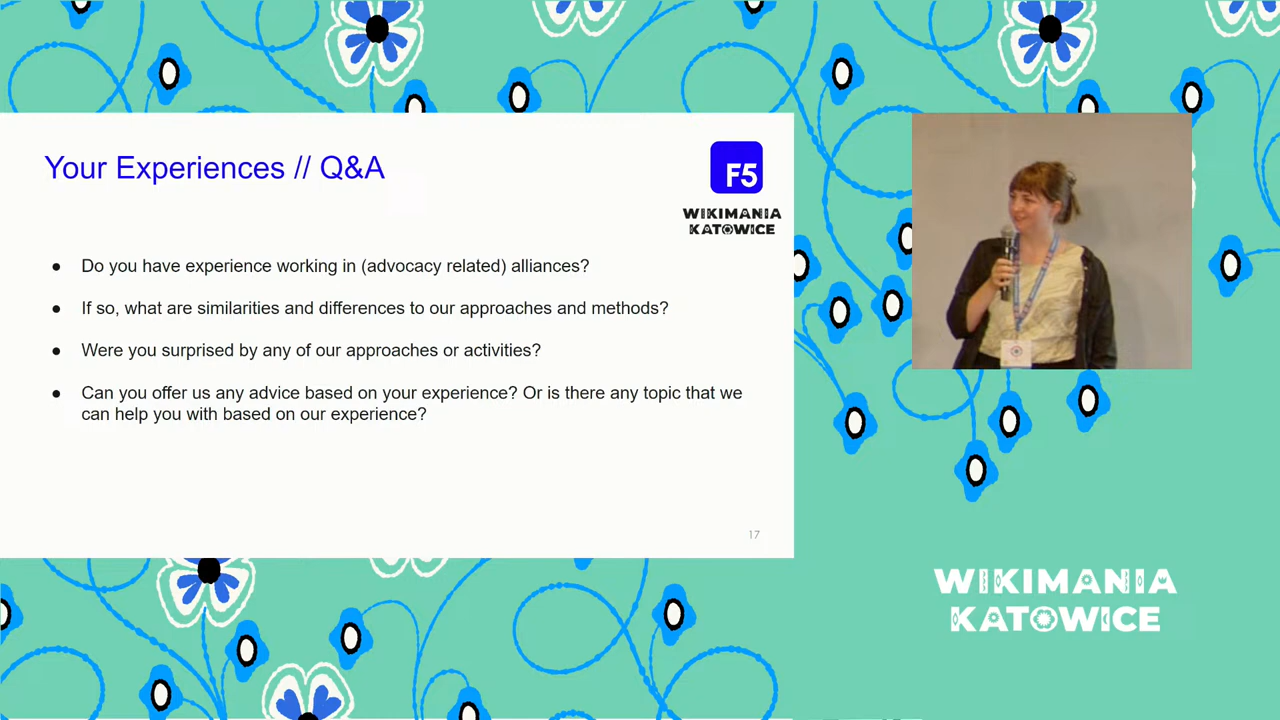 Your Experiences // Q&A
F5
WIKIMANIA
KATOWICE
● Do you have experience working in (advocacy related) alliances?
● If so, what are similarities and differences to our approaches and methods?
● Were you surprised by any of our approaches or activities?
● Can you offer us any advice based on your experience? Or is there any topic that we
can help you with based on our experience?
17
WIKIMANIA
KATOWICE